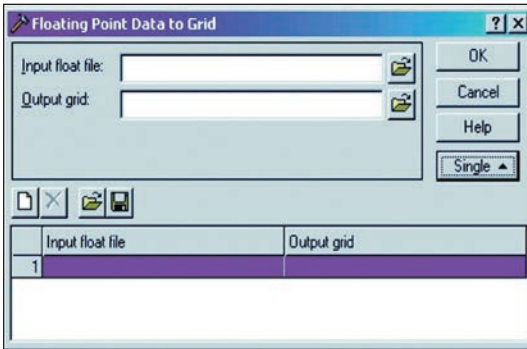 Floating Point Data to Grid
Input float file:
Output grid:
OK
Cancel
Help
Single
Input float file Output grid
1